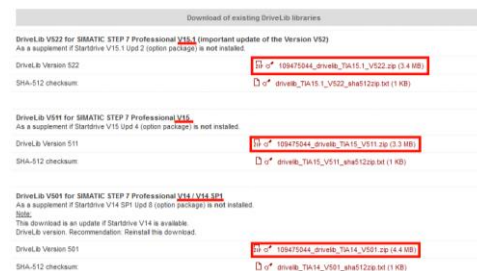 Download of existing DriveLib libraries
DriveLib V522 for SIMATIC STEP 7 Professional V15.1 (important update of the Version V52)
As a supplement if Startdrive V15.1 Upd 2 (option package) is not installed.
DriveLib Version 522
109475044_drivelib_TIA15.1_V522.zip (3.4 MB)
SHA-512 checksum:
drivelib_TIA15.1_V522_sha512zip.txt (1 KB)
DriveLib V511 for SIMATIC STEP 7 Professional V15
As a supplement if Startdrive V15 Upd 4 (option package) is not installed.
DriveLib Version 511
109475044_drivelib_TIA15_V511.zip (3.3 MB)
SHA-512 checksum:
drivelib_TIA15_V511_sha512zip.txt (1 KB)
DriveLib V501 for SIMATIC STEP 7 Professional V14 / V14 SP1
As a supplement if Startdrive V14 SP1 Upd 8 (option package) is not installed.
Note:
This download is an update if Startdrive V14 is available.
DriveLib version. Recommendation: Reinstall this download.
DriveLib Version 501
109475044_drivelib_TIA14_V501.zip (4.4 MB)
SHA-512 checksum:
drivelib_TIA14_V501_sha512zip.txt (1 KB)